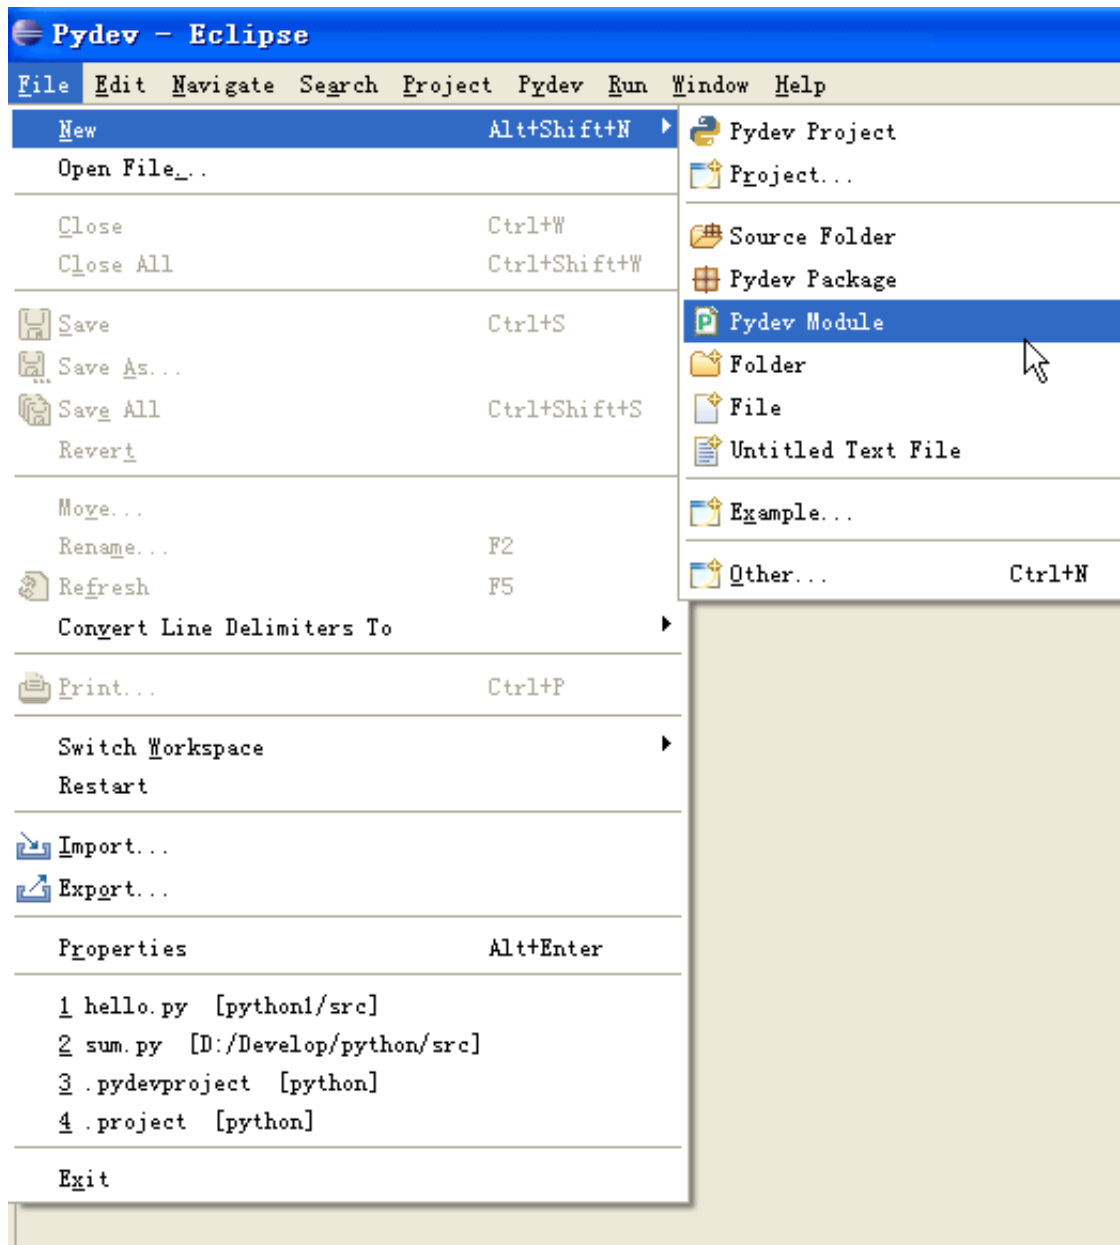 Pydev - Eclipse
File Edit Navigate Search Project Pydev Run Window Help
New Alt+Shift+N
Open File...
Close Ctrl+W
Close All Ctrl+Shift+W
Save Ctrl+S
Save As...
Save All Ctrl+Shift+S
Revert
Move...
Rename... F2
Refresh F5
Convert Line Delimiters To
Print... Ctrl+P
Switch Workspace
Restart
Import...
Export...
Properties Alt+Enter
1 hello.py [python1/src]
2 sum.py [D:/Develop/python/src]
3 .pydevproject [python]
4 .project [python]
Exit
Pydev Project
Project...
Source Folder
Pydev Package
Pydev Module
Folder
File
Untitled Text File
Example...
Other... Ctrl+N